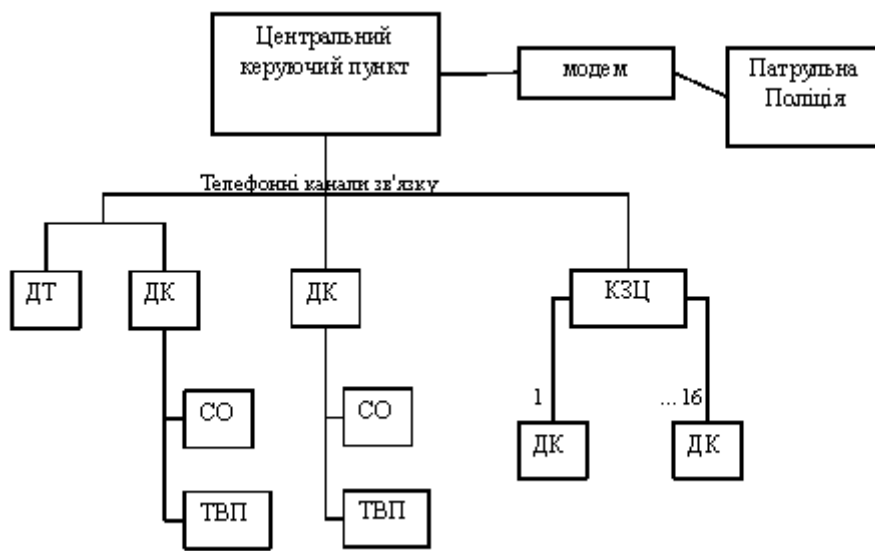 Центральний
керуючий пункт
модем
Патрульна
Поліція
Телефонні канали зв'язку
ДТ
ДК
ДК
КЗЦ
СО
СО
1
... 16
ДК
ДК
ТВП
ТВП